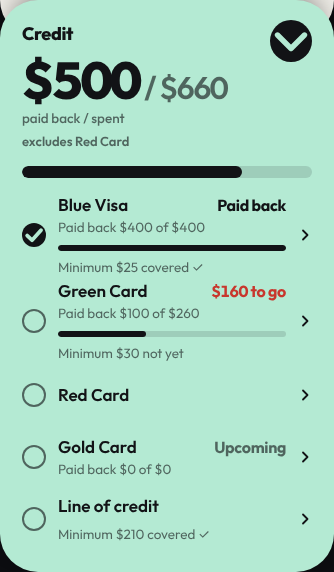 Credit
$500 / $660
paid back / spent
excludes Red Card
Blue Visa Paid back
Paid back $400 of $400
Minimum $25 covered ✓
Green Card $160 to go
Paid back $100 of $260
Minimum $30 not yet
Red Card
Gold Card Upcoming
Paid back $0 of $0
Line of credit
Minimum $210 covered ✓